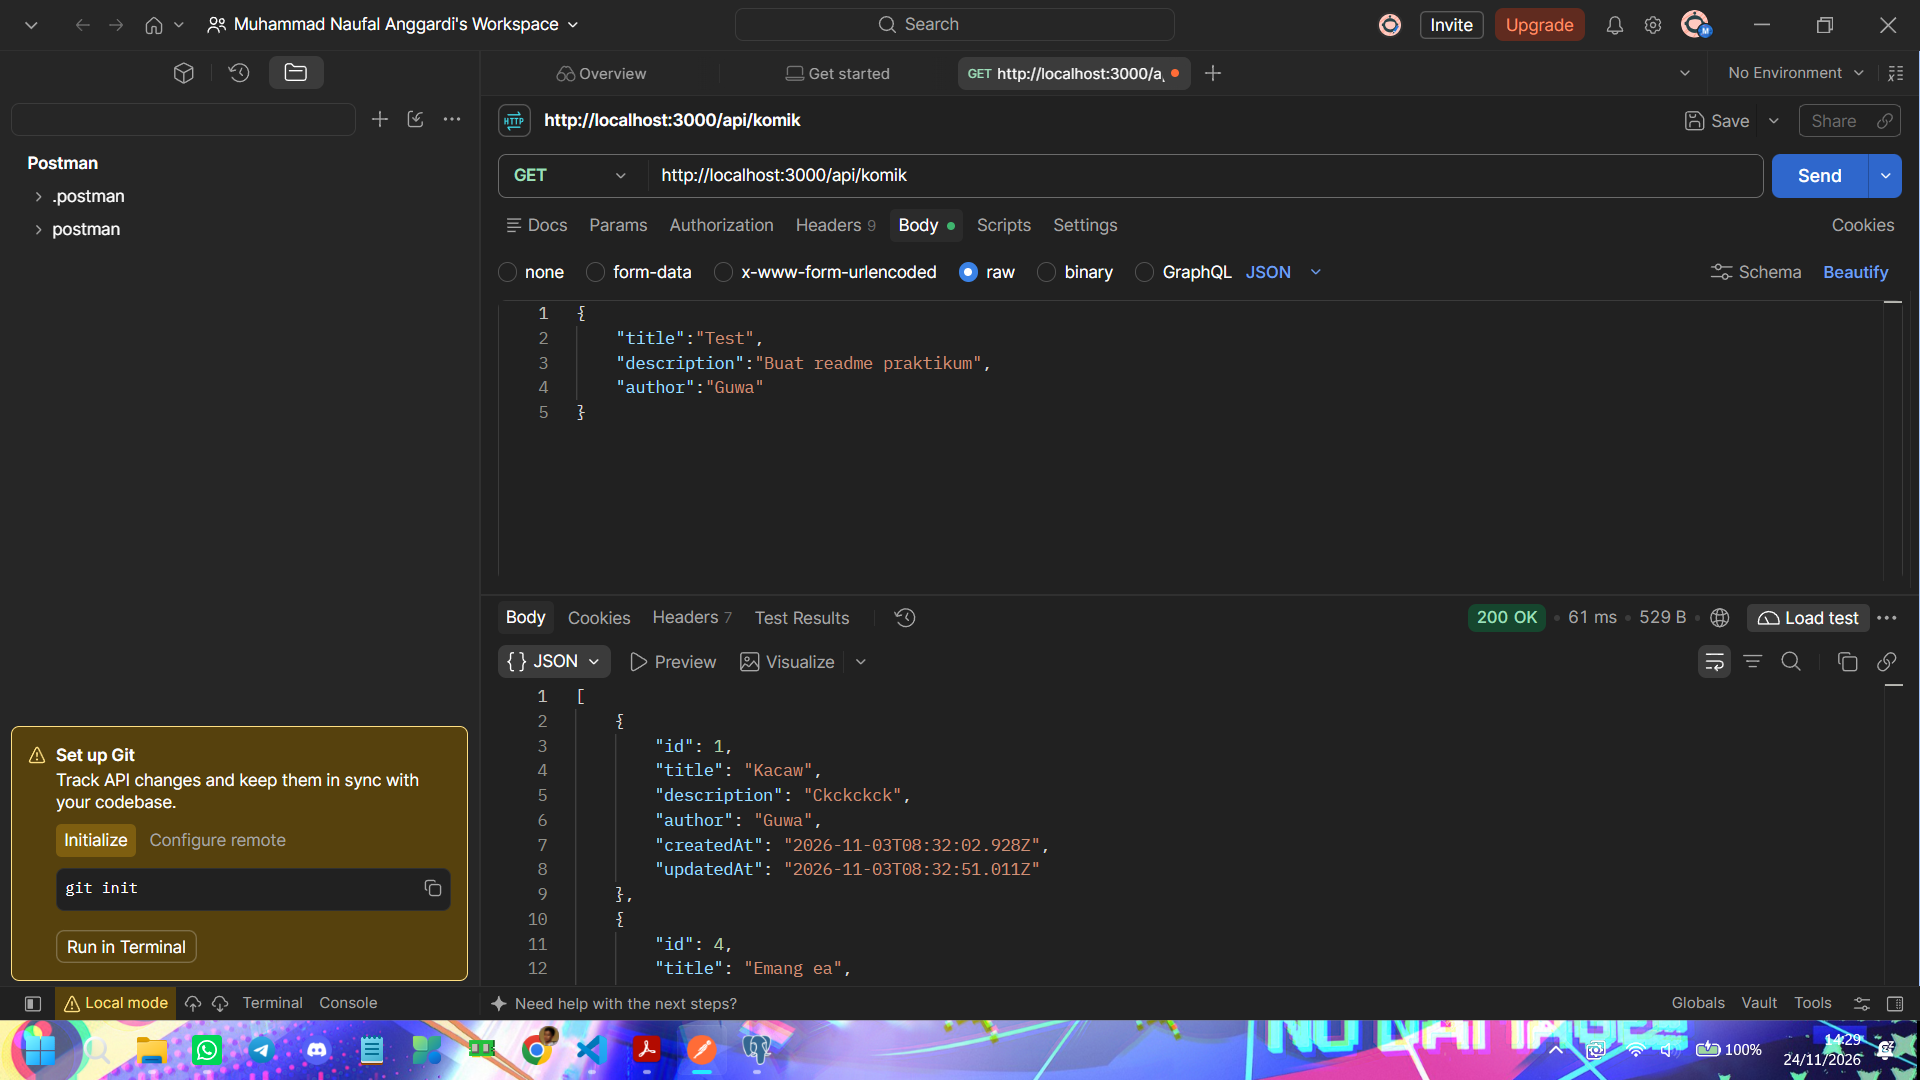 Muhammad Naufal Anggardi's Workspace
Search
Invite
Upgrade
Overview
Get started
GET http://localhost:3000/a
No Environment
HTTP
http://localhost:3000/api/komik
Save
Share
Postman
.postman
postman
GET
http://localhost:3000/api/komik
Send
Docs
Params
Authorization
Headers 9
Body
Scripts
Settings
Cookies
none
form-data
x-www-form-urlencoded
raw
binary
GraphQL
JSON
Schema
Beautify
1 {
2 "title":"Test",
3 "description":"Buat readme praktikum",
4 "author":"Guwa"
5 }
Body
Cookies
Headers 7
Test Results
200 OK
61 ms
529 B
Load test
{} JSON
Preview
Visualize
1 [
2 {
3 "id": 1,
4 "title": "Kacaw",
5 "description": "Ckckckck",
6 "author": "Guwa",
7 "createdAt": "2026-11-03T08:32:02.928Z",
8 "updatedAt": "2026-11-03T08:32:51.011Z"
9 },
10 {
11 "id": 4,
12 "title": "Emang ea",
Set up Git
Track API changes and keep them in sync with
your codebase.
Initialize
Configure remote
git init
Run in Terminal
Local mode
Terminal
Console
Need help with the next steps?
Globals
Vault
Tools
100%
14:29
24/11/2026